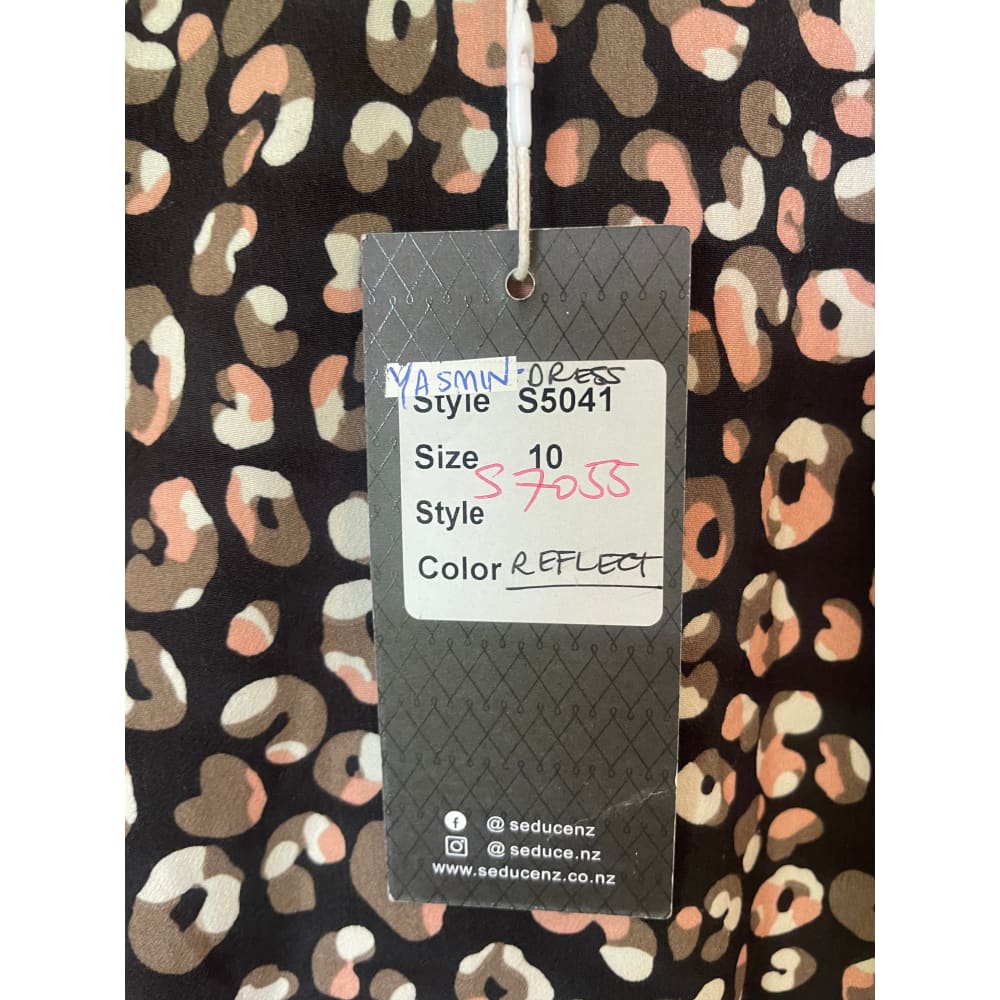 YASMIN-DRESS
Style S5041
Size 10
S7055
Style
Color REFLECT
@seducenz
@seduce.nz
www.seducenz.co.nz